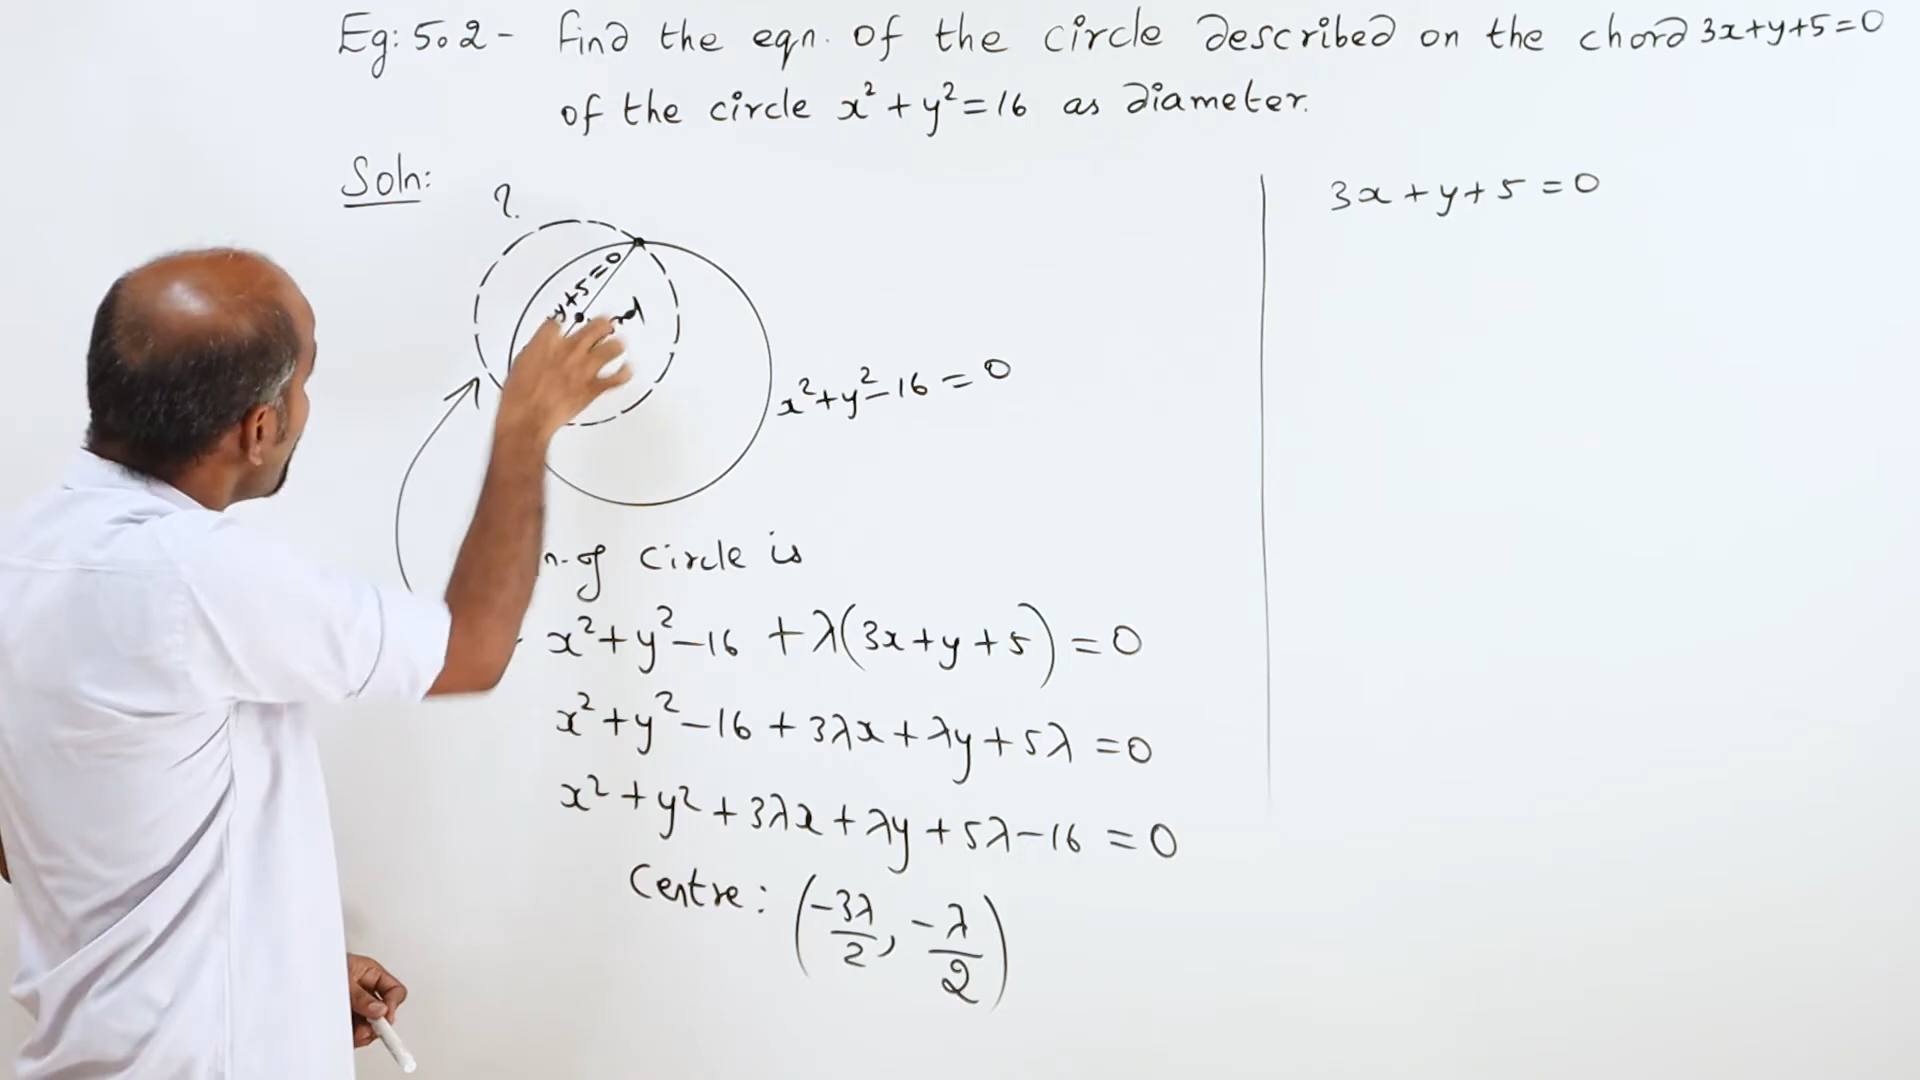 Eg: 5.2 - Find the eqn. of the circle described on the chord 3x+y+5=0
of the circle x²+y²=16 as diameter.
Soln:
?
y+5=0
x²+y²-16=0
n. of circle is
x²+y²-16+λ(3x+y+5)=0
x²+y²-16+3λx+λy+5λ=0
x²+y²+3λx+λy+5λ-16=0
Centre: (-3λ/2, -λ/2)
3x+y+5=0